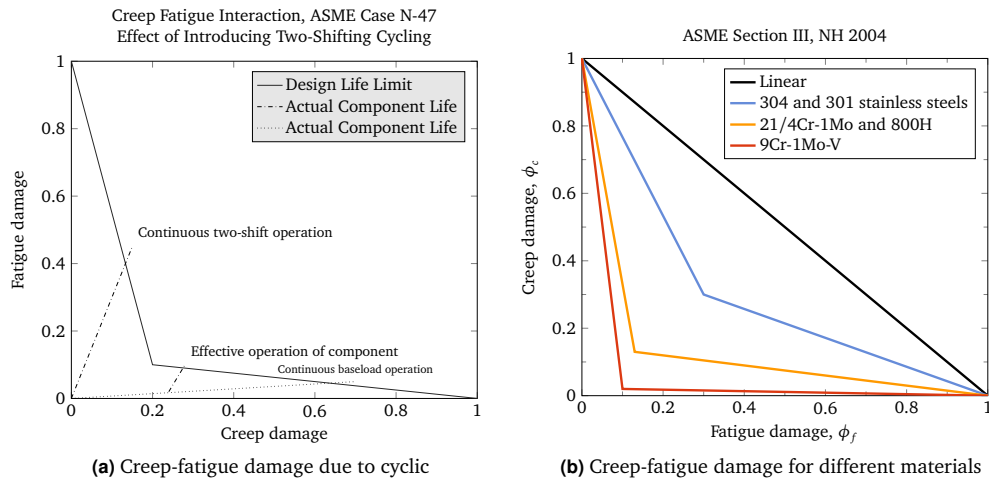 Creep Fatigue Interaction, ASME Case N-47
Effect of Introducing Two-Shifting Cycling
Design Life Limit
Actual Component Life
Actual Component Life
Continuous two-shift operation
Effective operation of component
Continuous baseload operation
Fatigue damage
1
0.8
0.6
0.4
0.2
0
0
0.2
0.4
0.6
0.8
1
Creep damage
(a) Creep-fatigue damage due to cyclic
ASME Section III, NH 2004
Linear
304 and 301 stainless steels
21/4Cr-1Mo and 800H
9Cr-1Mo-V
Creep damage, ϕc
1
0.8
0.6
0.4
0.2
0
0
0.2
0.4
0.6
0.8
1
Fatigue damage, ϕf
(b) Creep-fatigue damage for different materials